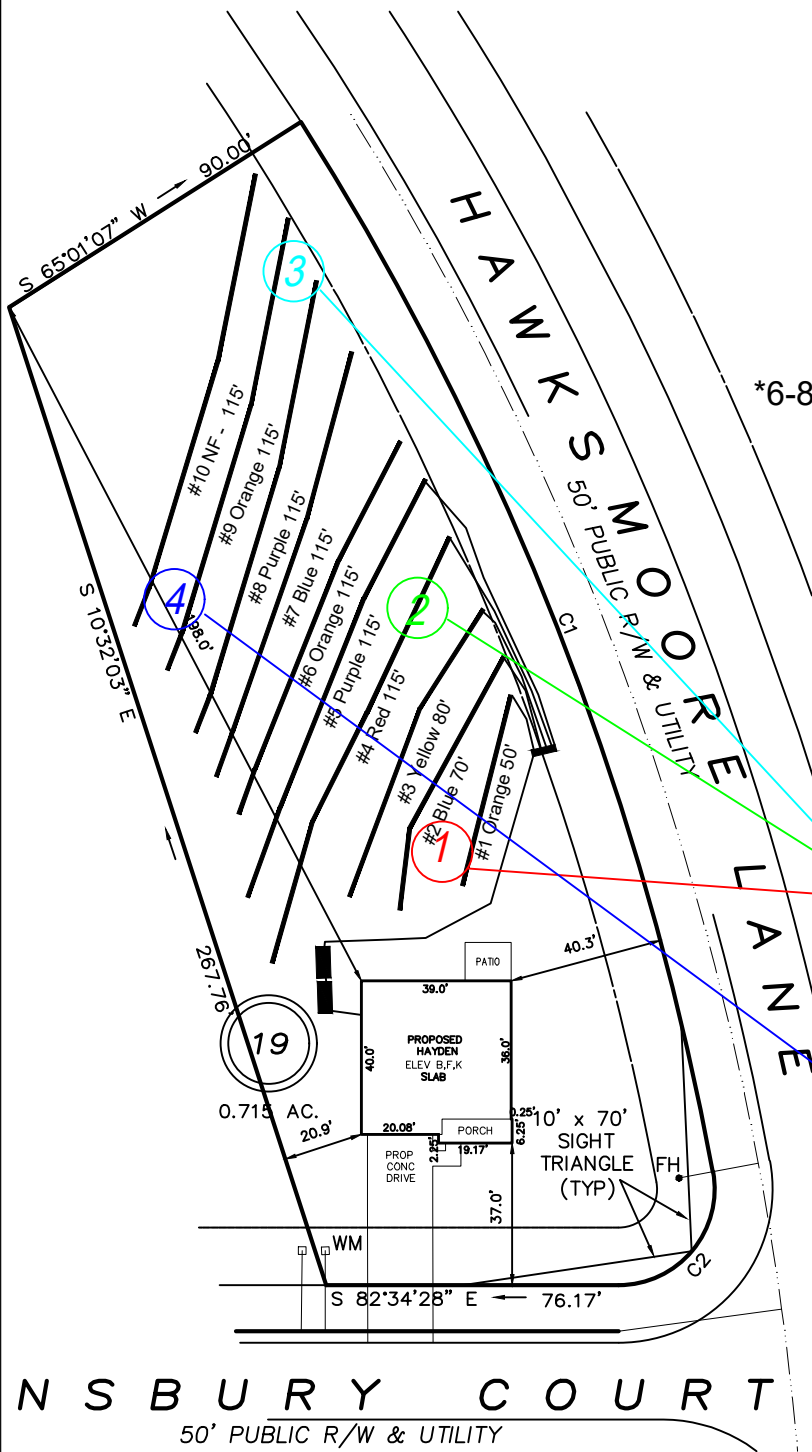 S 65°01'07" W
90.00'
HAWKSMOORE LANE
50' PUBLIC R/W & UTILITY
*6-8
3
#10 NF - 115'
#9 Orange 115'
#8 Purple 115'
#7 Blue 115'
#6 Orange 115'
#5 Purple 115'
#4 Red 115'
#3 Yellow 80'
#2 Blue 70'
#1 Orange 50'
4
2
1
198.0'
C1
S 10°32'03" E
267.76'
40.3'
PATIO
39.0'
PROPOSED
HAYDEN
ELEV B,F,K
SLAB
40.0'
36.0'
19
0.715 AC.
20.9'
20.08'
PORCH
0.25'
6.25'
2.25'
19.17'
PROP
CONC
DRIVE
10' x 70'
SIGHT
TRIANGLE
(TYP)
FH
37.0'
WM
C2
S 82°34'28" E
76.17'
NSBURY COURT
50' PUBLIC R/W & UTILITY